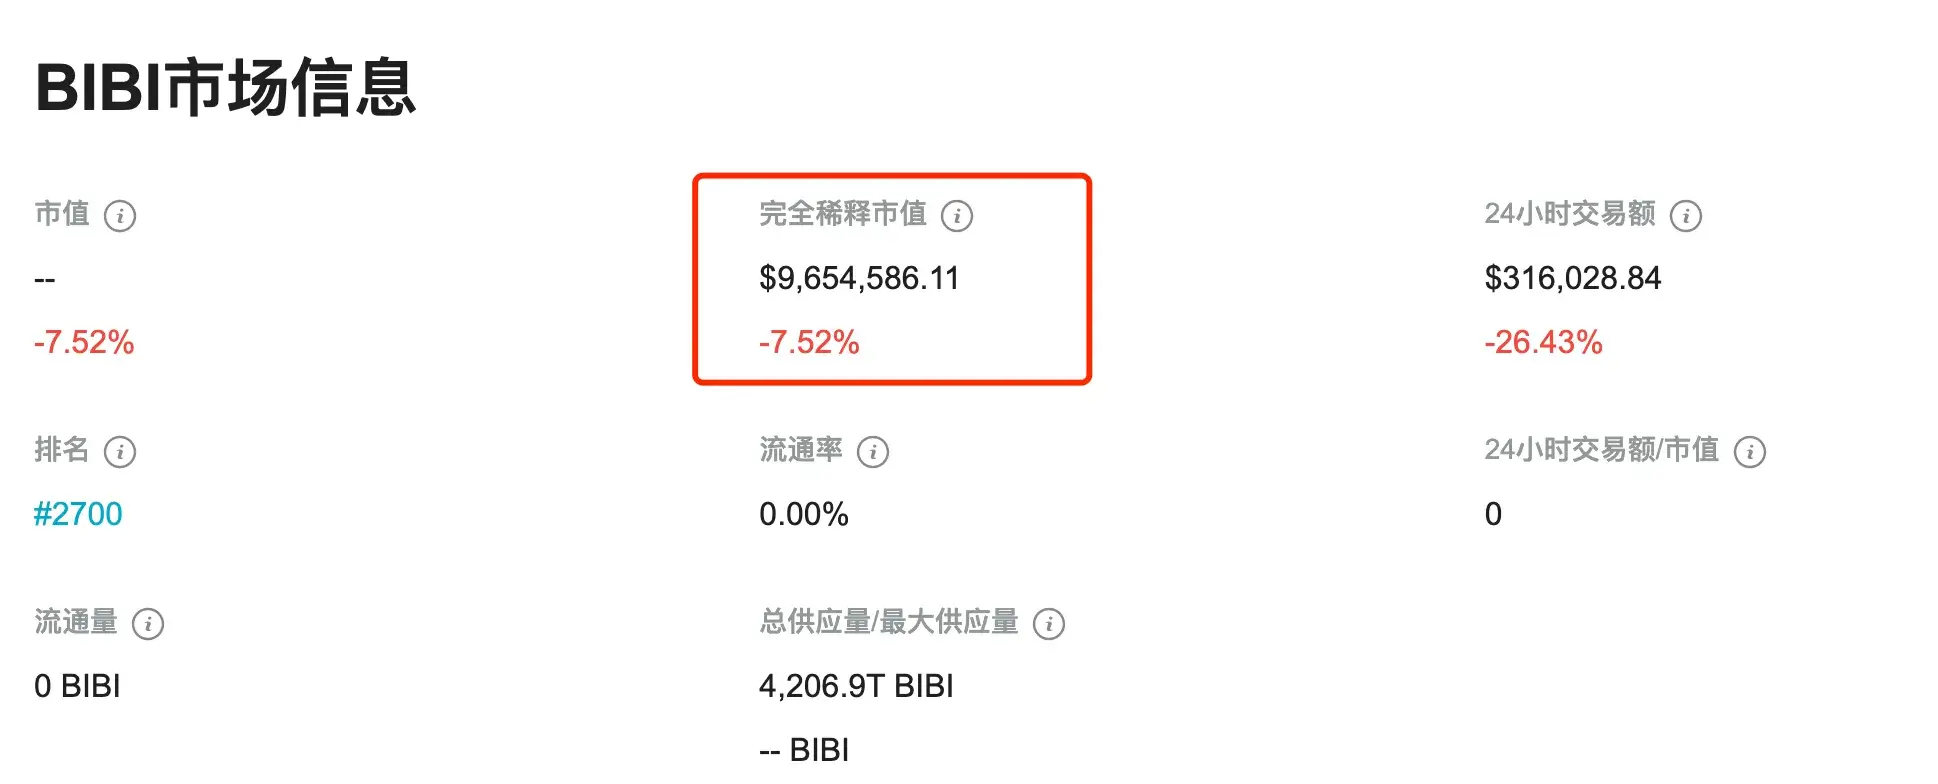 BIBI市场信息
市值
--
-7.52%
完全稀释市值
$9,654,586.11
-7.52%
24小时交易额
$316,028.84
-26.43%
排名
#2700
流通率
0.00%
24小时交易额/市值
0
流通量
0 BIBI
总供应量/最大供应量
4,206.9T BIBI
-- BIBI